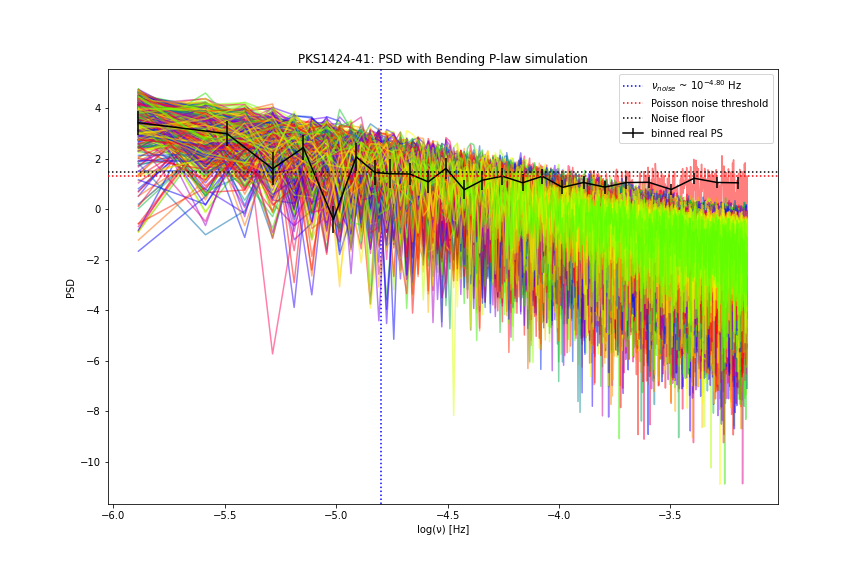 PKS1424-41: PSD with Bending P-law simulation
ν_noise ~ 10^−4.80 Hz
Poisson noise threshold
Noise floor
binned real PS
PSD
4
2
0
−2
−4
−6
−8
−10
−6.0 −5.5 −5.0 −4.5 −4.0 −3.5
log(ν) [Hz]